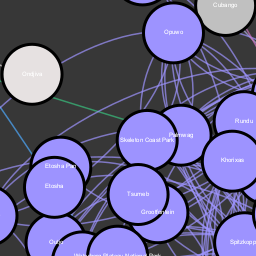 Cubango
Opuwo
Ondjiva
Rundu
Skeleton Coast Park
Palmwag
Khorixas
Etosha Pan
Etosha
Tsumeb
Grootfontein
Outjo
Waterberg Plateau National Park
Spitzkopp